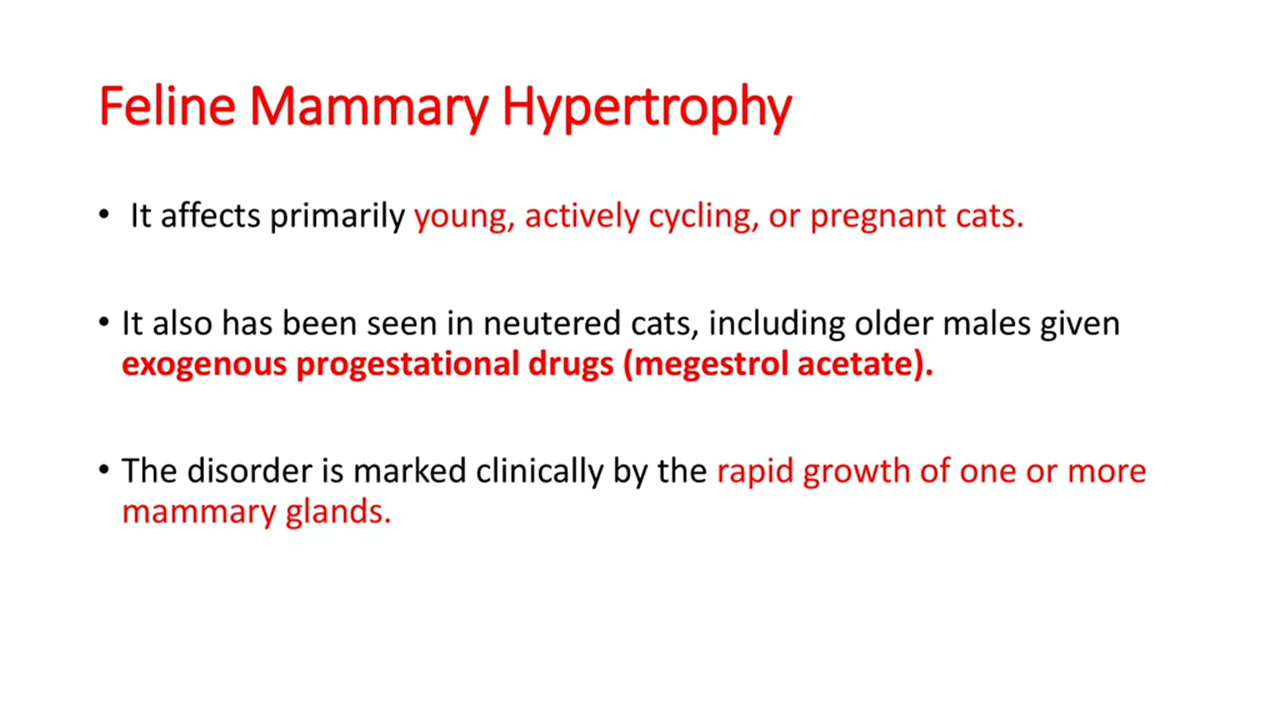 Feline Mammary Hypertrophy
• It affects primarily young, actively cycling, or pregnant cats.
• It also has been seen in neutered cats, including older males given
exogenous progestational drugs (megestrol acetate).
• The disorder is marked clinically by the rapid growth of one or more
mammary glands.